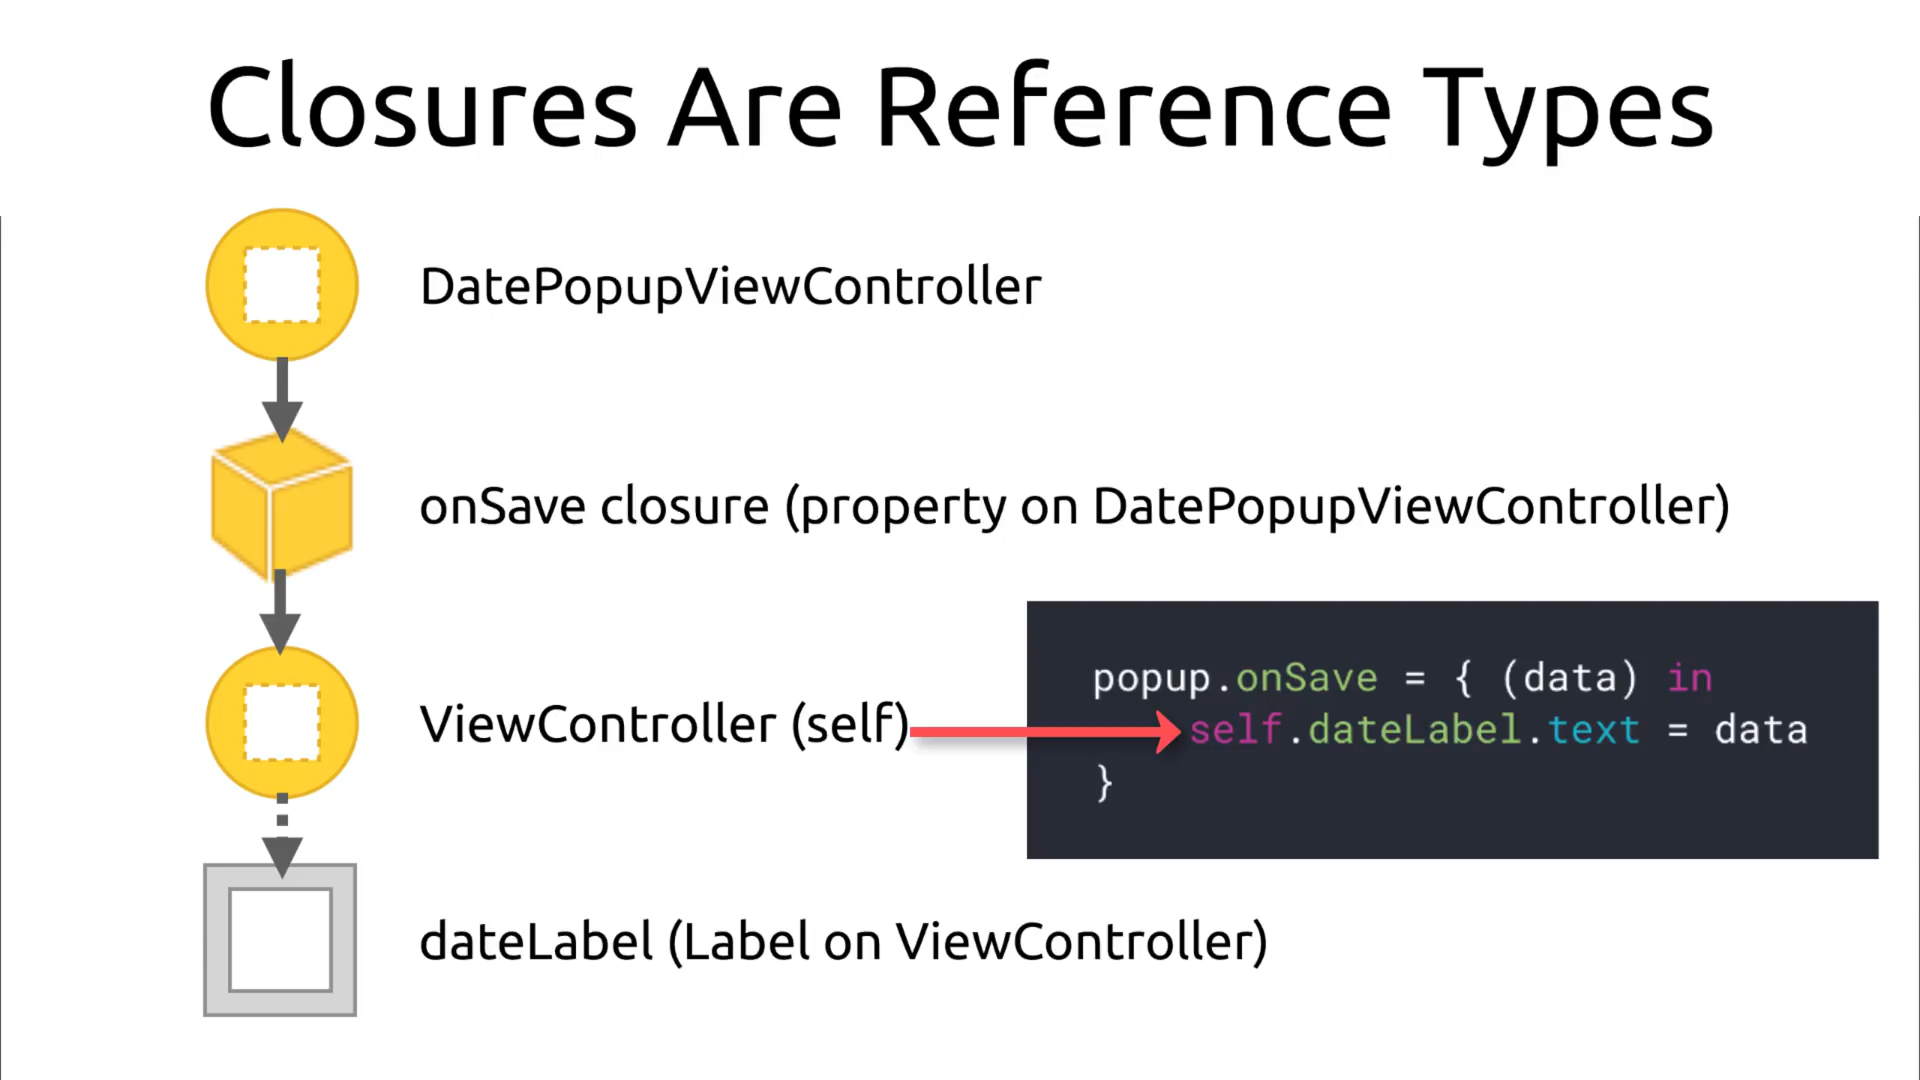 Closures Are Reference Types
DatePopupViewController
onSave closure (property on DatePopupViewController)
ViewController (self)
popup.onSave = { (data) in
self.dateLabel.text = data
}
dateLabel (Label on ViewController)